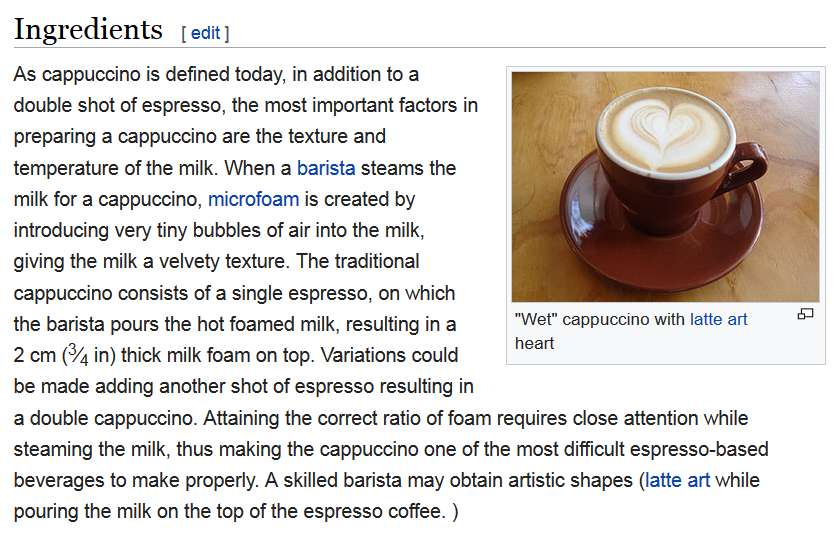 Ingredients [ edit ]
As cappuccino is defined today, in addition to a
double shot of espresso, the most important factors in
preparing a cappuccino are the texture and
temperature of the milk. When a barista steams the
milk for a cappuccino, microfoam is created by
introducing very tiny bubbles of air into the milk,
giving the milk a velvety texture. The traditional
cappuccino consists of a single espresso, on which
the barista pours the hot foamed milk, resulting in a
2 cm (3⁄4 in) thick milk foam on top. Variations could
be made adding another shot of espresso resulting in
a double cappuccino. Attaining the correct ratio of foam requires close attention while
steaming the milk, thus making the cappuccino one of the most difficult espresso-based
beverages to make properly. A skilled barista may obtain artistic shapes (latte art while
pouring the milk on the top of the espresso coffee. )
"Wet" cappuccino with latte art
heart